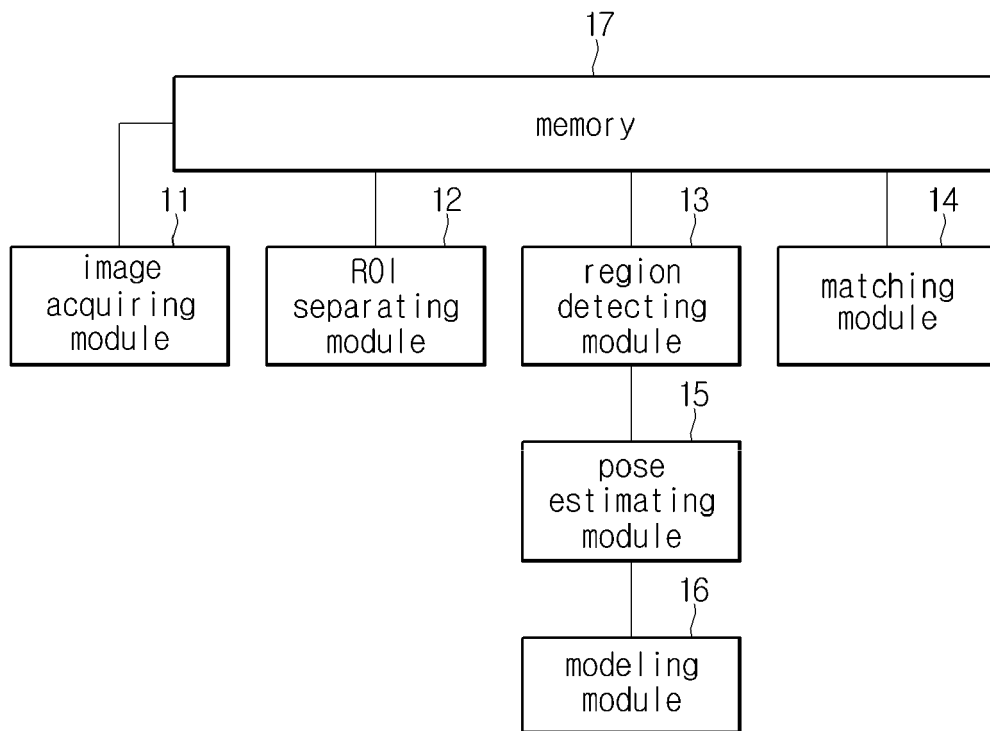 17
memory
11
12
13
14
image
acquiring
module
ROI
separating
module
region
detecting
module
matching
module
15
pose
estimating
module
16
modeling
module